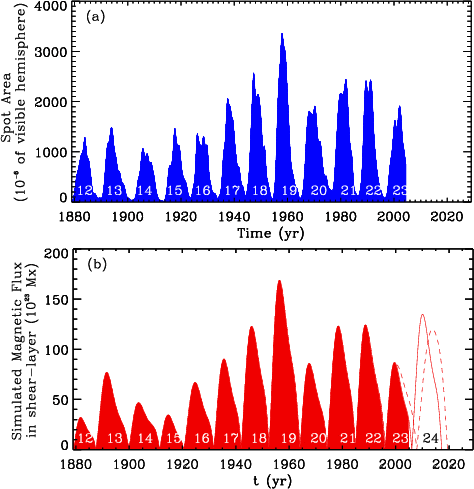 4000
3000
2000
1000
0
Spot Area
(10⁻⁶ of visible hemisphere)
(a)
12 13 14 15 16 17 18 19 20 21 22 23
1880 1900 1920 1940 1960 1980 2000 2020
Time (yr)
200
150
100
50
0
Simulated Magnetic Flux
in shear-layer (10²³ Mx)
(b)
12 13 14 15 16 17 18 19 20 21 22 23 24
1880 1900 1920 1940 1960 1980 2000 2020
t (yr)